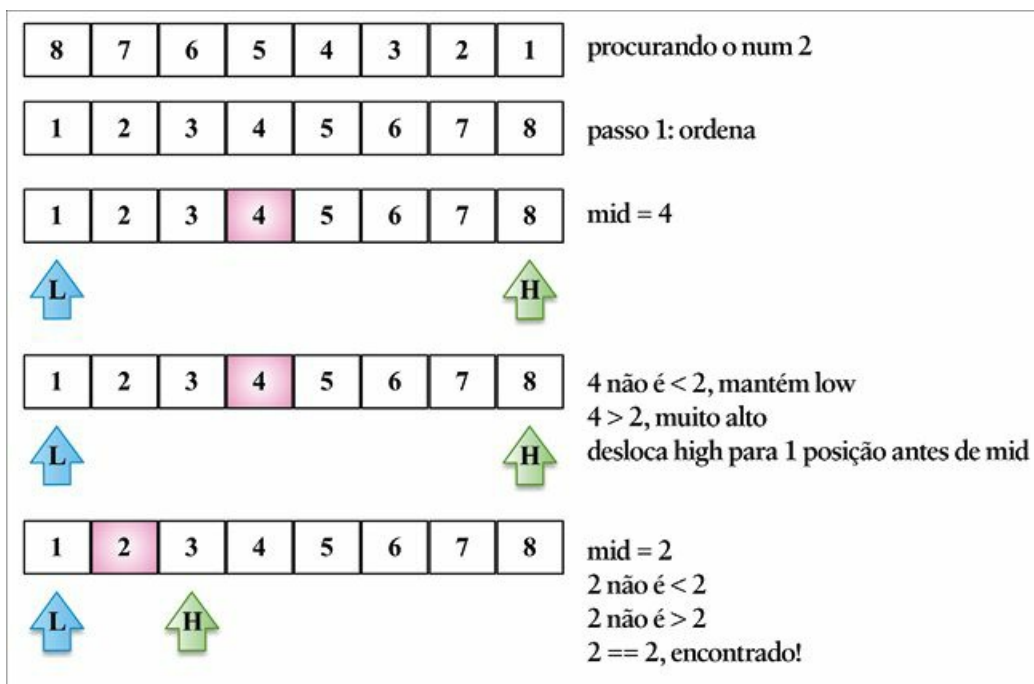 8 7 6 5 4 3 2 1 procurando o num 2
1 2 3 4 5 6 7 8 passo 1: ordena
1 2 3 4 5 6 7 8 mid = 4
L H
1 2 3 4 5 6 7 8
4 não é < 2, mantém low
4 > 2, muito alto
L H
desloca high para 1 posição antes de mid
1 2 3 4 5 6 7 8
mid = 2
2 não é < 2
L H
2 não é > 2
2 == 2, encontrado!